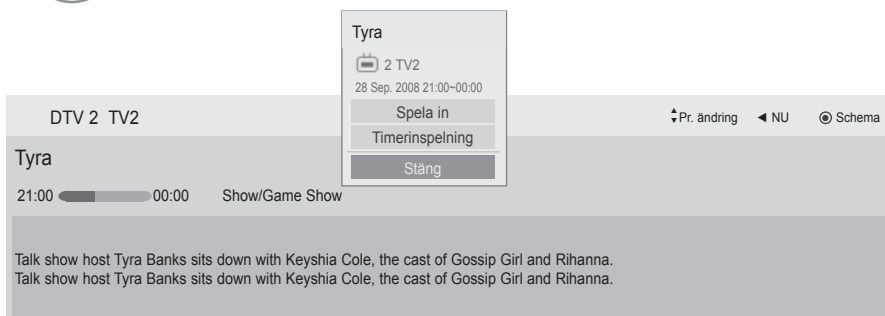 Tyra
2 TV2
28 Sep. 2008 21:00~00:00
Spela in
Timerinspelning
Stäng
DTV 2 TV2
Pr. ändring
NU
Schema
Tyra
21:00 00:00 Show/Game Show
Talk show host Tyra Banks sits down with Keyshia Cole, the cast of Gossip Girl and Rihanna.
Talk show host Tyra Banks sits down with Keyshia Cole, the cast of Gossip Girl and Rihanna.